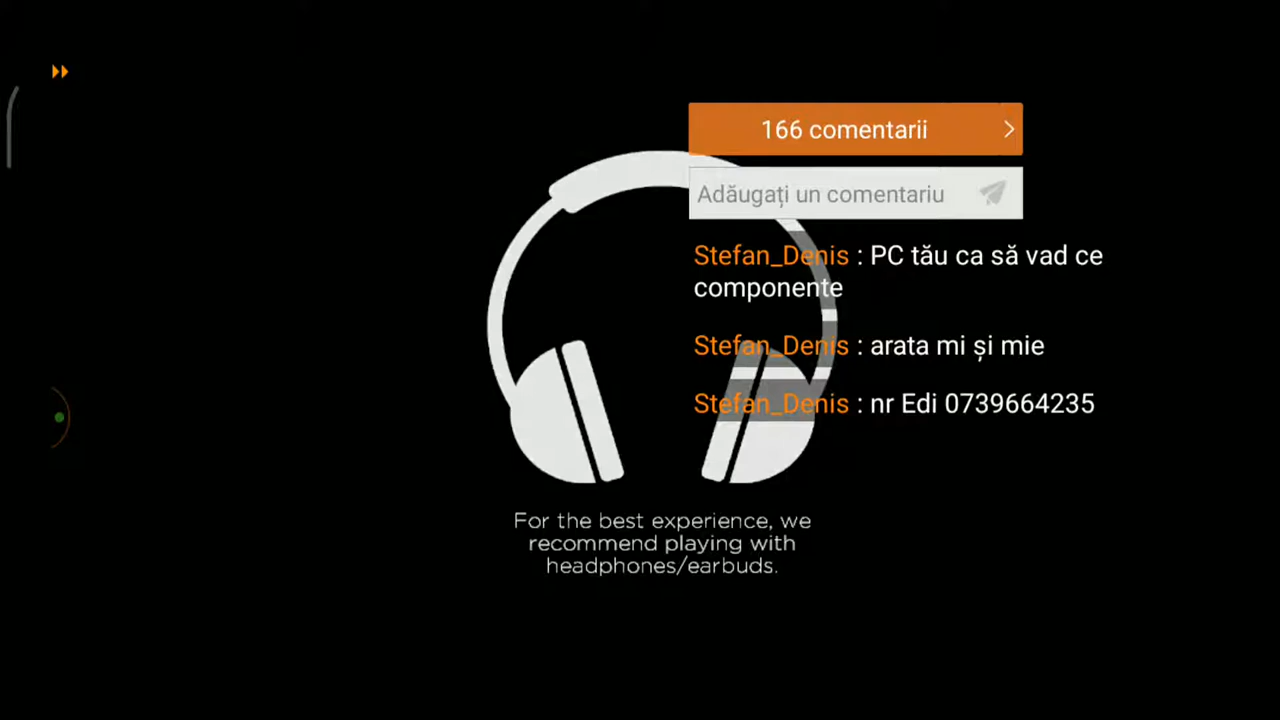 166 comentarii
Adăugați un comentariu
Stefan_Denis : PC tău ca să vad ce
componente
Stefan_Denis : arata mi și mie
Stefan_Denis : nr Edi 0739664235
For the best experience, we
recommend playing with
headphones/earbuds.